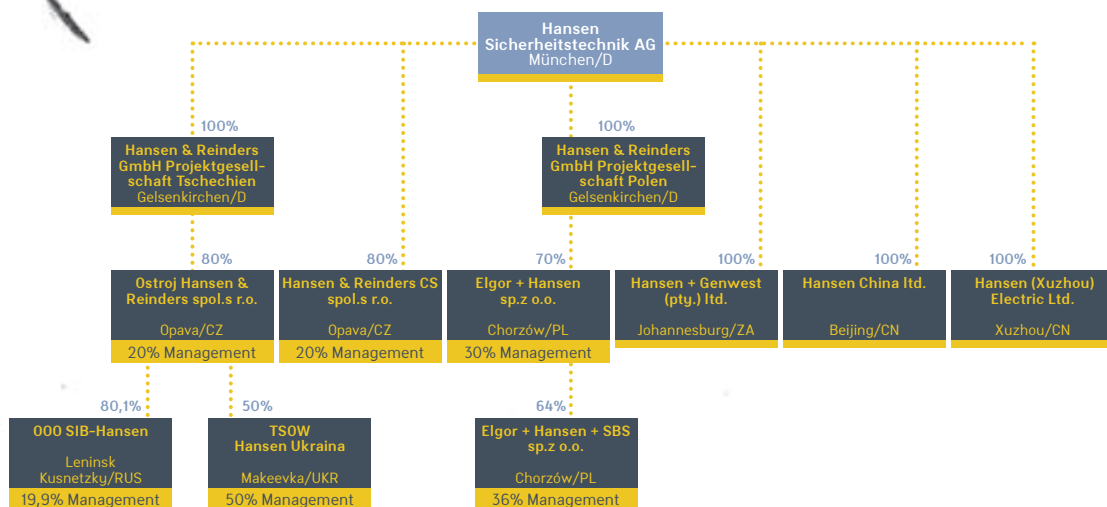 Hansen
Sicherheitstechnik AG
München/D
100%
Hansen & Reinders
GmbH Projektgesell-
schaft Tschechien
Gelsenkirchen/D
100%
Hansen & Reinders
GmbH Projektgesell-
schaft Polen
Gelsenkirchen/D
80%
Ostroj Hansen &
Reinders spol.s r.o.
Opava/CZ
20% Management
80%
Hansen & Reinders CS
spol.s r.o.
Opava/CZ
20% Management
70%
Elgor + Hansen
sp.z o.o.
Chorzów/PL
30% Management
100%
Hansen + Genwest
(pty.) ltd.
Johannesburg/ZA
100%
Hansen China ltd.
Beijing/CN
100%
Hansen (Xuzhou)
Electric Ltd.
Xuzhou/CN
80,1%
OOO SIB-Hansen
Leninsk
Kusnetzky/RUS
19,9% Management
50%
TSOW
Hansen Ukraina
Makeevka/UKR
50% Management
64%
Elgor + Hansen + SBS
sp.z o.o.
Chorzów/PL
36% Management